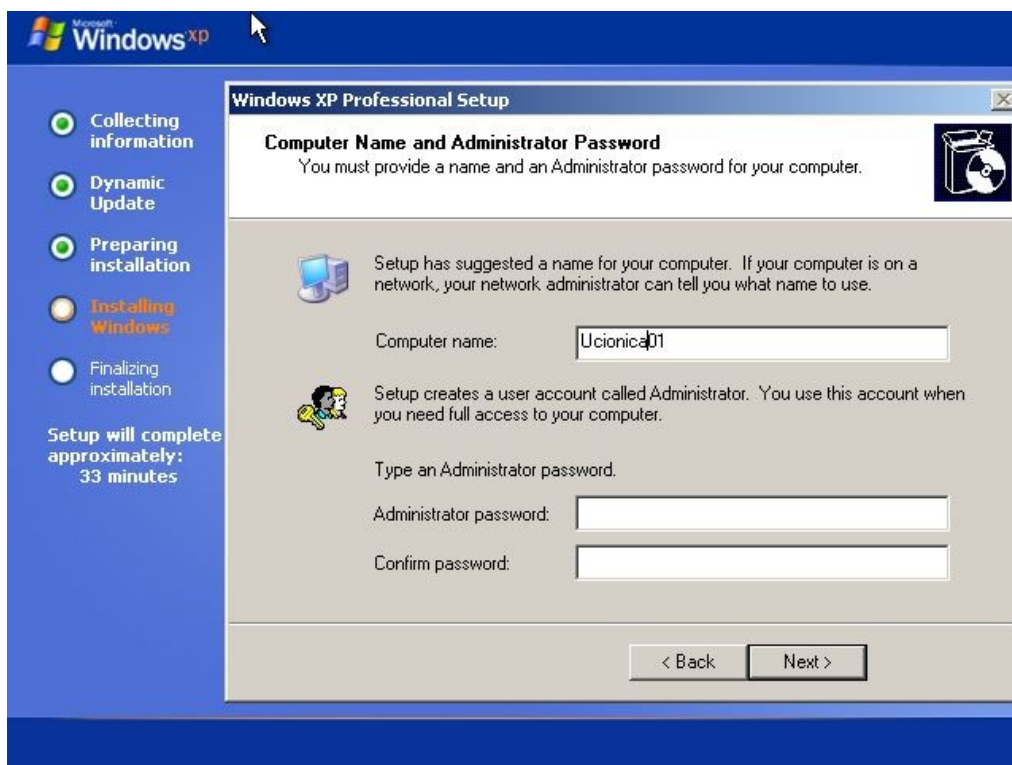 Microsoft
Windows xp
Collecting
information
Dynamic
Update
Preparing
installation
Installing
Windows
Finalizing
installation
Setup will complete
approximately:
33 minutes
Windows XP Professional Setup
Computer Name and Administrator Password
You must provide a name and an Administrator password for your computer.
Setup has suggested a name for your computer. If your computer is on a
network, your network administrator can tell you what name to use.
Computer name: Ucionica01
Setup creates a user account called Administrator. You use this account when
you need full access to your computer.
Type an Administrator password.
Administrator password:
Confirm password:
< Back Next >